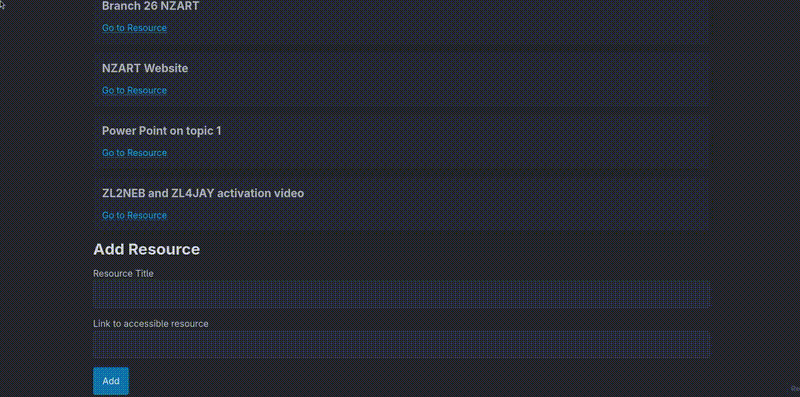 Branch 26 NZART
Go to Resource
NZART Website
Go to Resource
Power Point on topic 1
Go to Resource
ZL2NEB and ZL4JAY activation video
Go to Resource
Add Resource
Resource Title
Link to accessible resource
Add